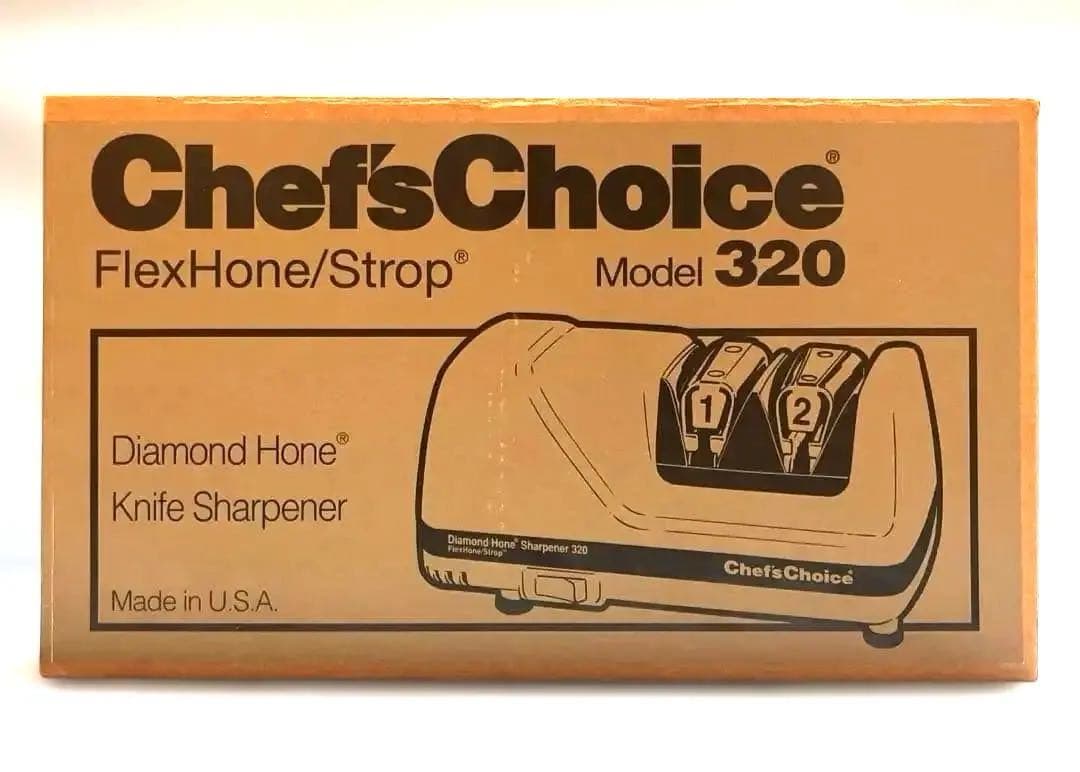 Chef'sChoice®
FlexHone/Strop® Model 320
1 2
Diamond Hone®
Knife Sharpener
Diamond Hone® Sharpener 320
FlexHone/Strop™
Chef'sChoice®
Made in U.S.A.